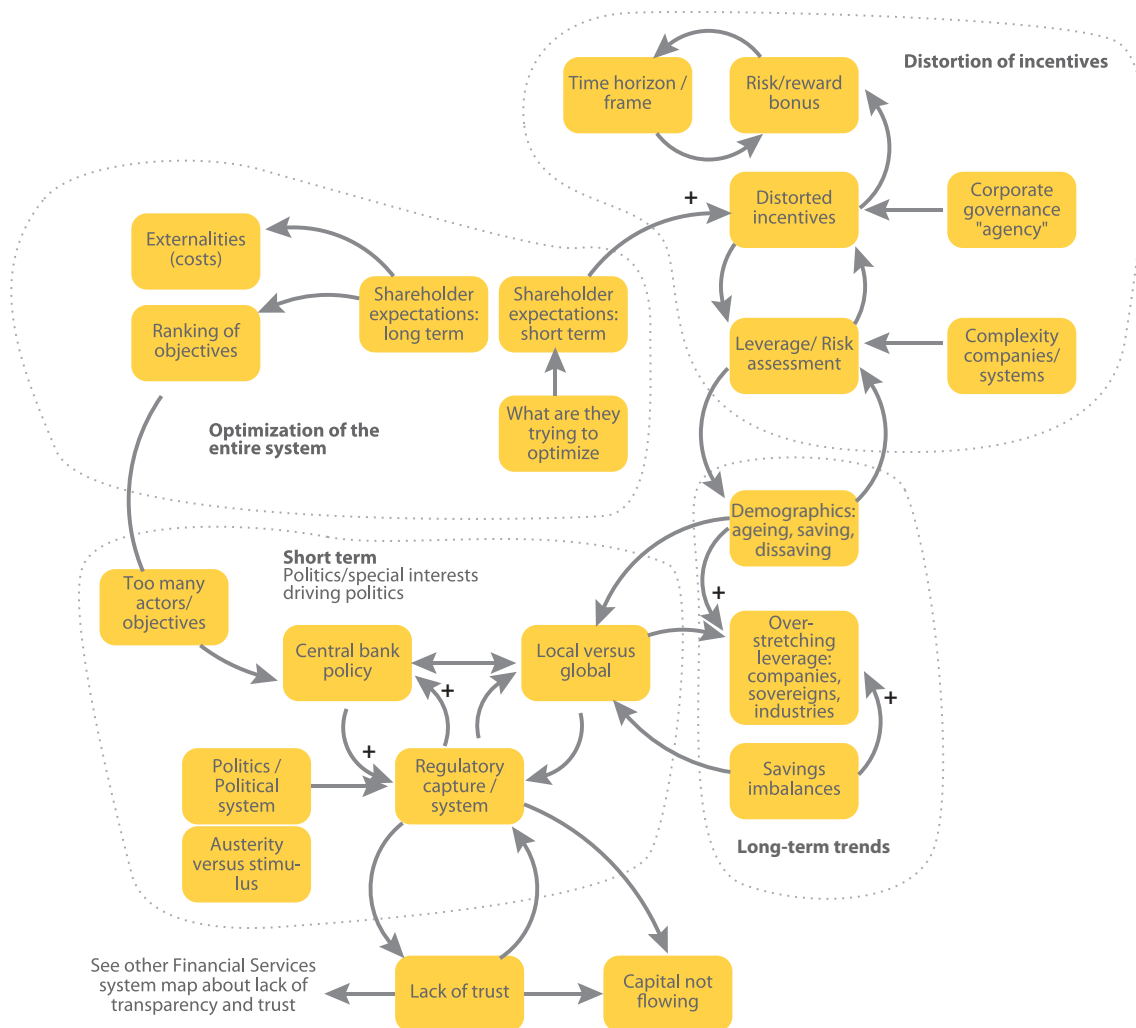 Distortion of incentives
Time horizon /
frame
Risk/reward
bonus
+
Distorted
incentives
Corporate
governance
"agency"
Externalities
(costs)
Shareholder
expectations:
long term
Shareholder
expectations:
short term
Ranking of
objectives
Leverage/ Risk
assessment
Complexity
companies/
systems
What are they
trying to
optimize
Optimization of the
entire system
Demographics:
ageing, saving,
dissaving
Short term
Politics/special interests
driving politics
+
Too many
actors/
objectives
Central bank
policy
Local versus
global
Over-
stretching
leverage:
companies,
sovereigns,
industries
+
+
+
Politics /
Political
system
Regulatory
capture /
system
Savings
imbalances
Austerity
versus stimu-
lus
Long-term trends
See other Financial Services
system map about lack of
transparency and trust
Lack of trust
Capital not
flowing